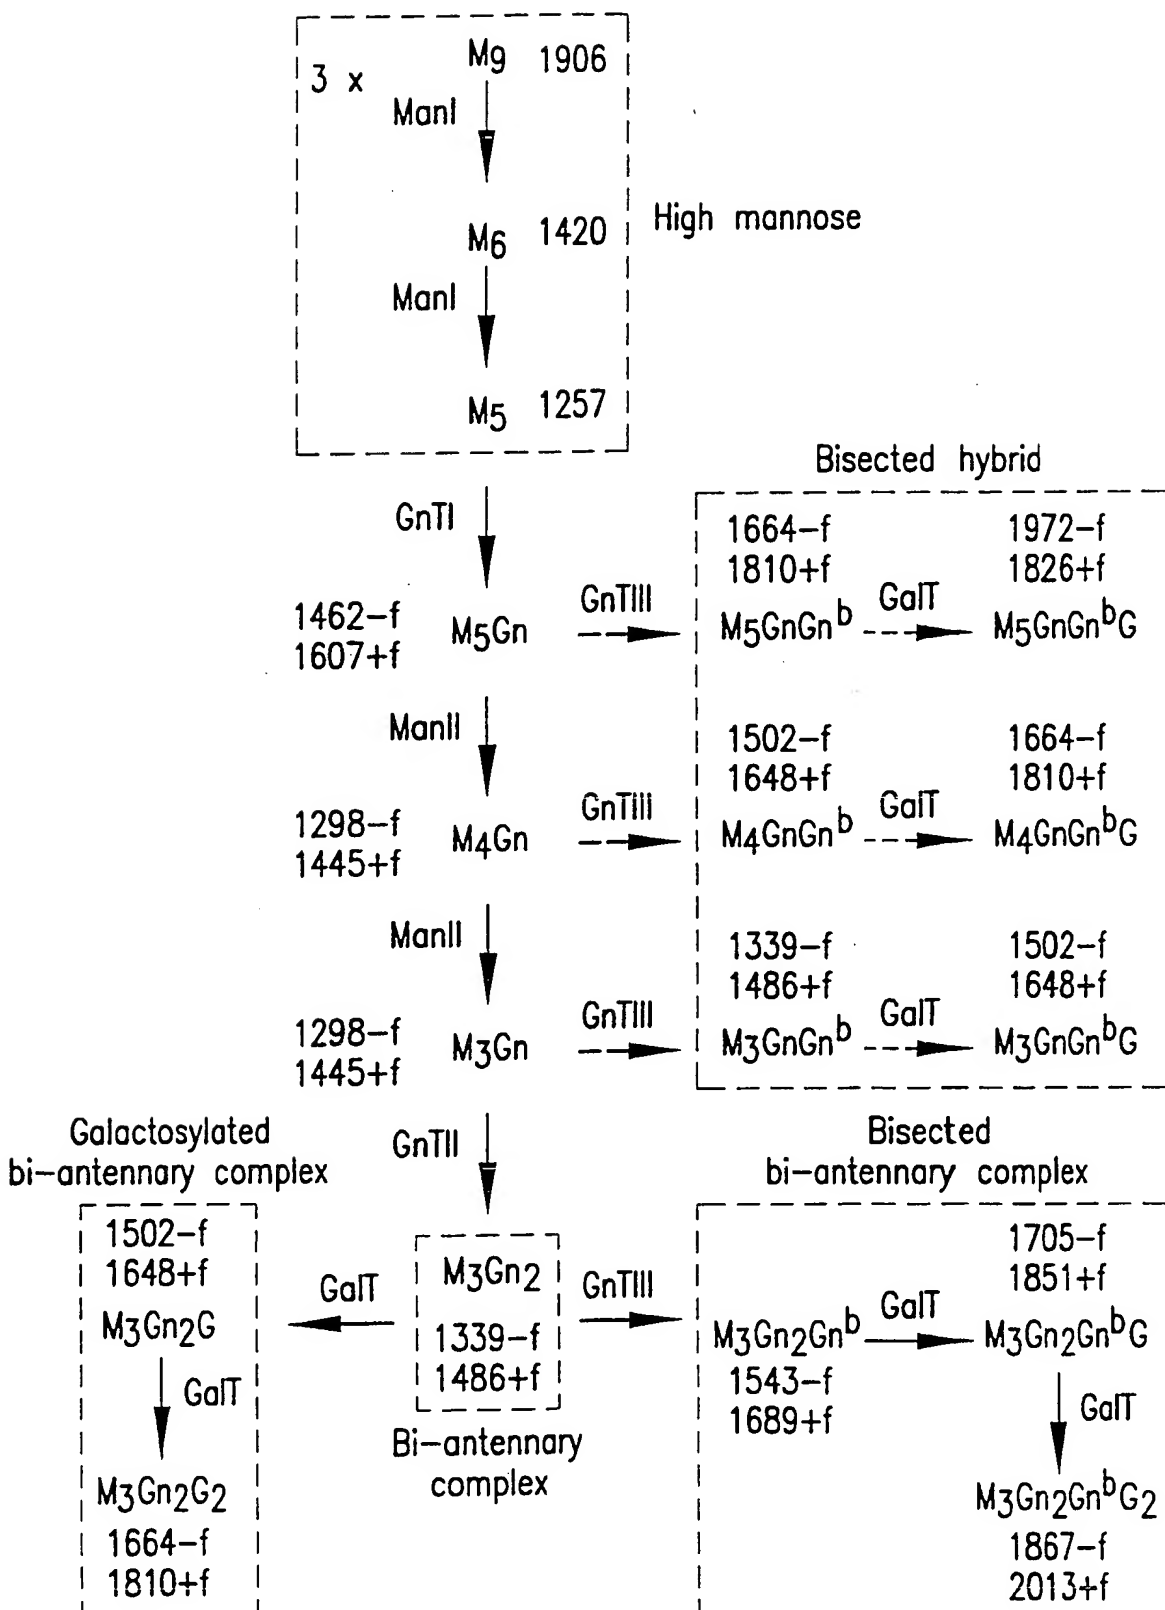 3 x
M9 1906
ManI
M6 1420
High mannose
ManI
M5 1257
Bisected hybrid
GnTI
1664-f
1810+f
1972-f
1826+f
1462-f
1607+f
M5Gn
GnTIII
M5GnGnb
GalT
M5GnGnbG
ManII
1502-f
1648+f
1664-f
1810+f
1298-f
1445+f
M4Gn
GnTIII
M4GnGnb
GalT
M4GnGnbG
ManII
1339-f
1486+f
1502-f
1648+f
1298-f
1445+f
M3Gn
GnTIII
M3GnGnb
GalT
M3GnGnbG
GnTII
Galactosylated
bi-antennary complex
Bisected
bi-antennary complex
1502-f
1648+f
M3Gn2G
GalT
M3Gn2G2
1664-f
1810+f
GalT
M3Gn2
1339-f
1486+f
Bi-antennary
complex
GnTIII
M3Gn2Gnb
1543-f
1689+f
GalT
1705-f
1851+f
M3Gn2GnbG
GalT
M3Gn2GnbG2
1867-f
2013+f